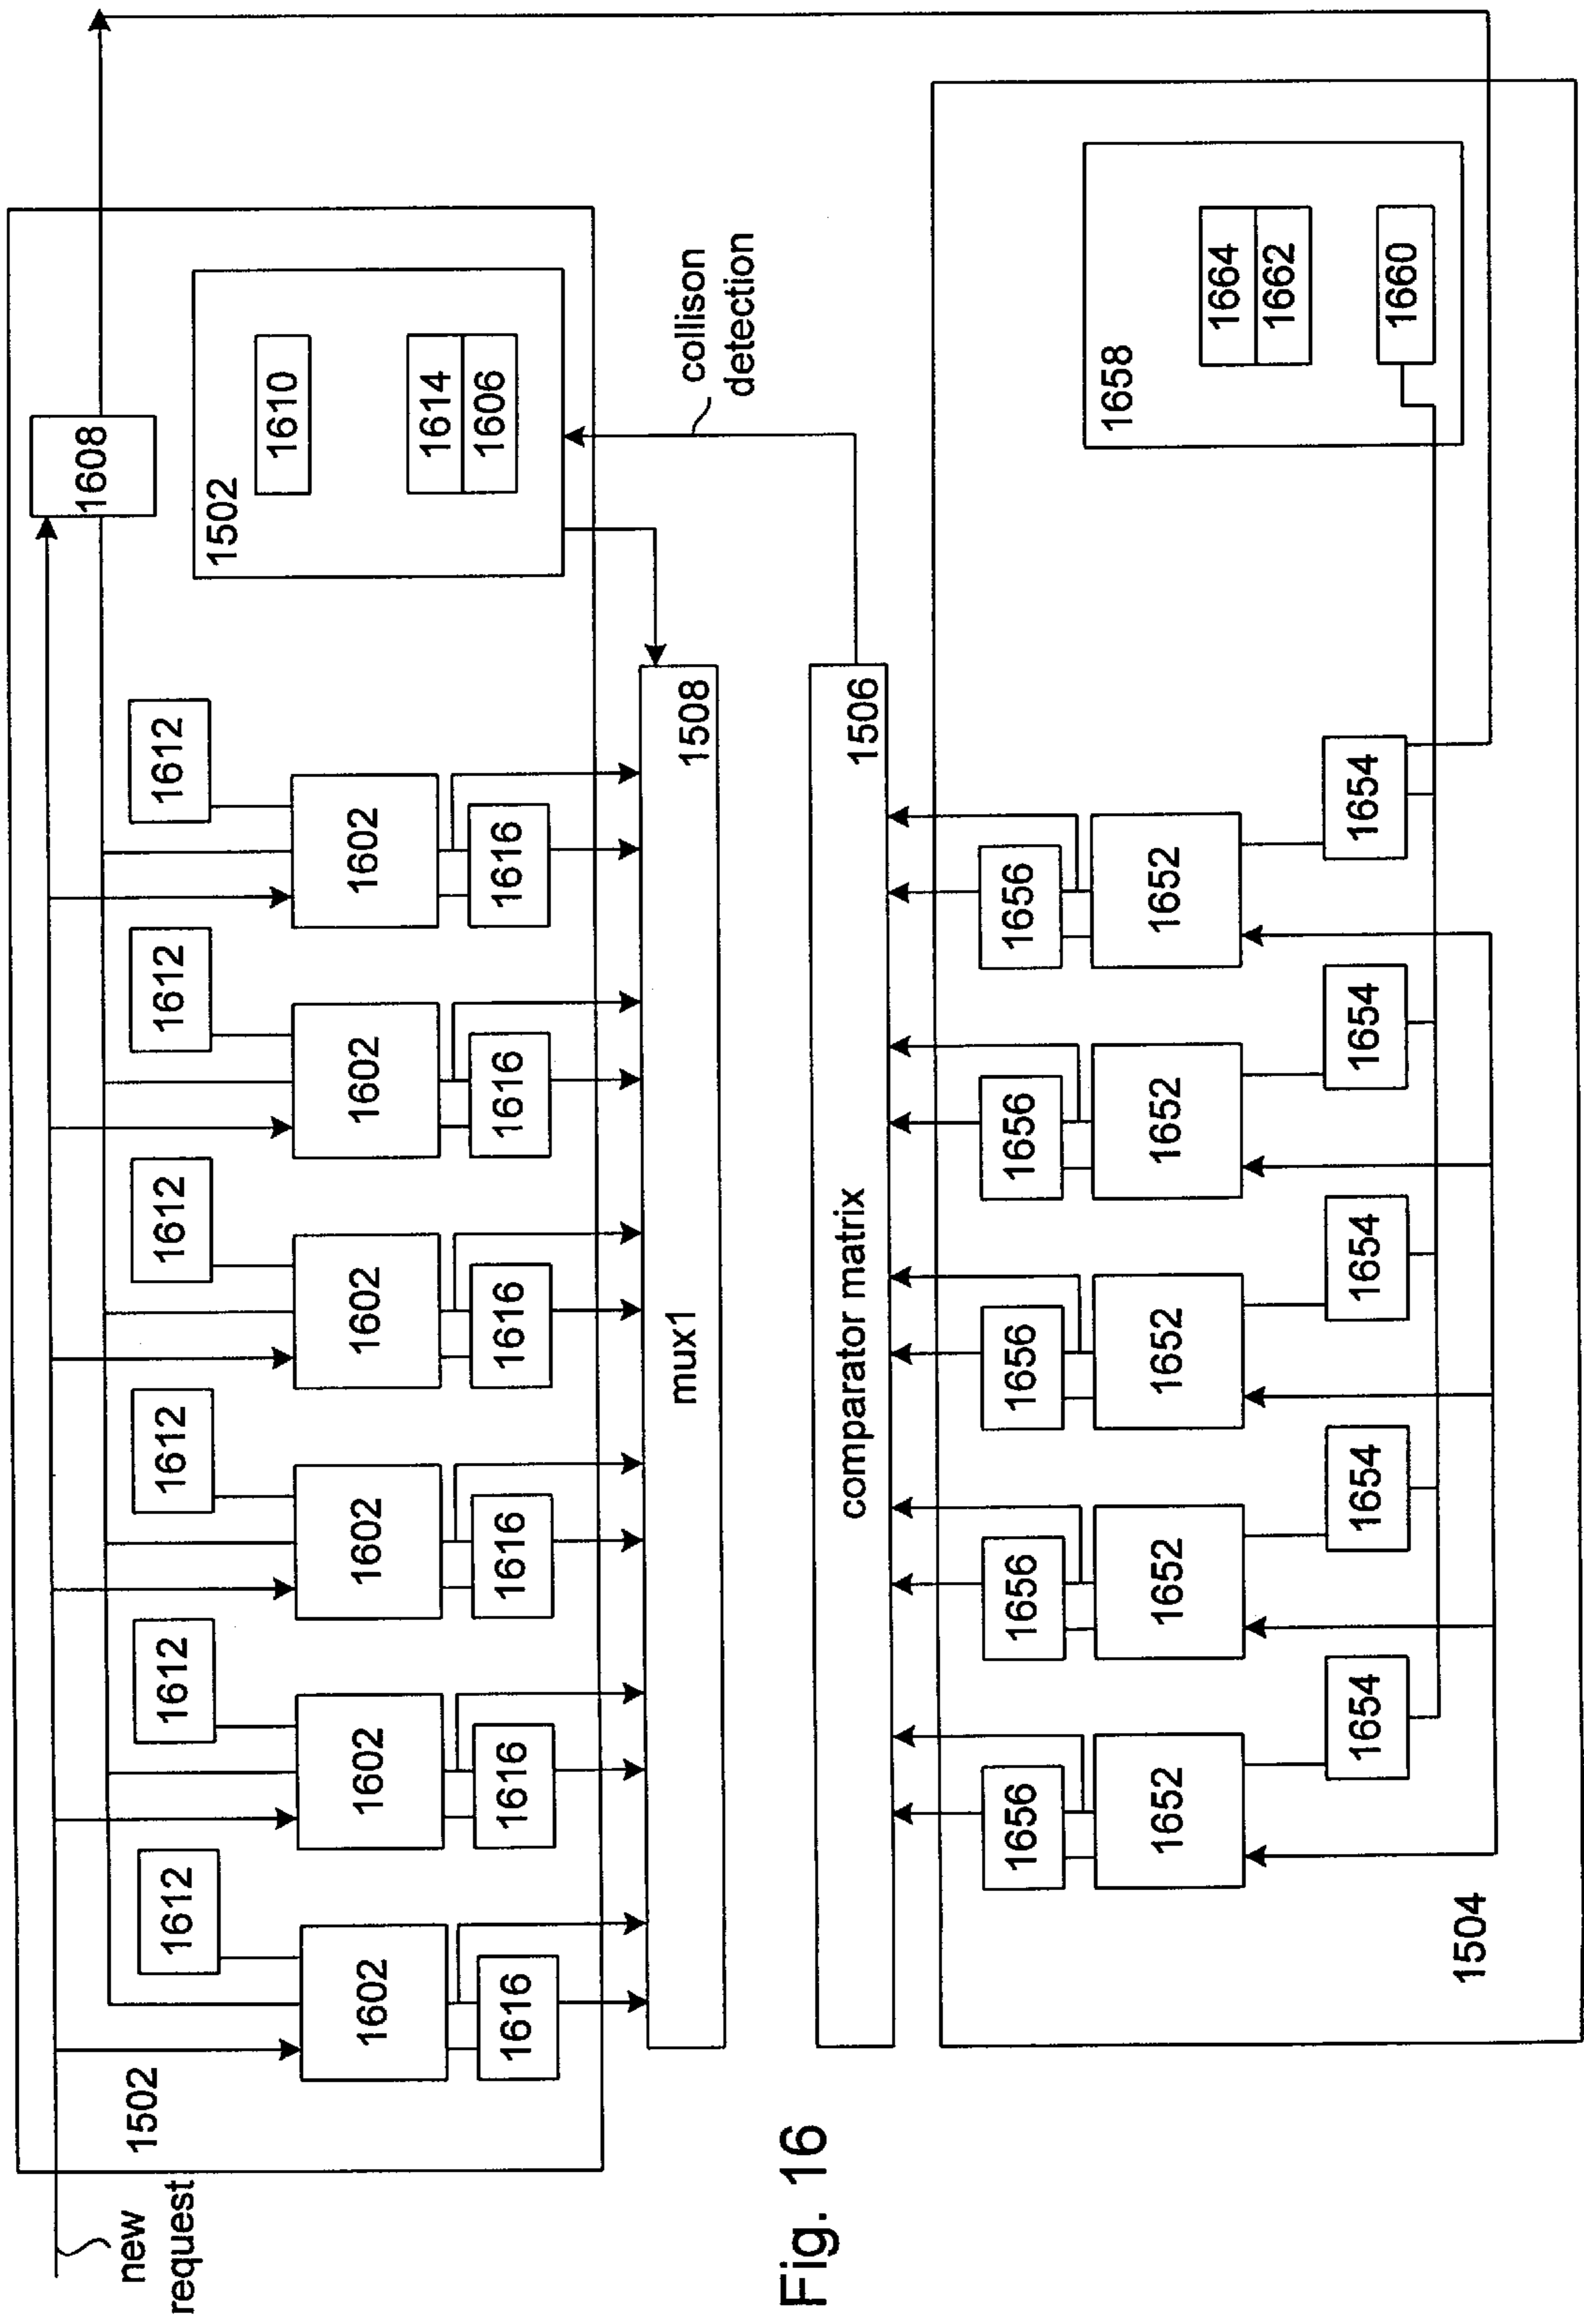 1608
new
request
1502
1612 1612 1612 1612 1612 1612
1502
1610
1602 1602 1602 1602 1602 1602
1614
1606
1616 1616 1616 1616 1616 1616
mux1 1508
collison
detection
Fig. 16
comparator matrix 1506
1656 1656 1656 1656 1656
1658
1652 1652 1652 1652 1652
1664
1662
1654 1654 1654 1654 1654
1660
1504